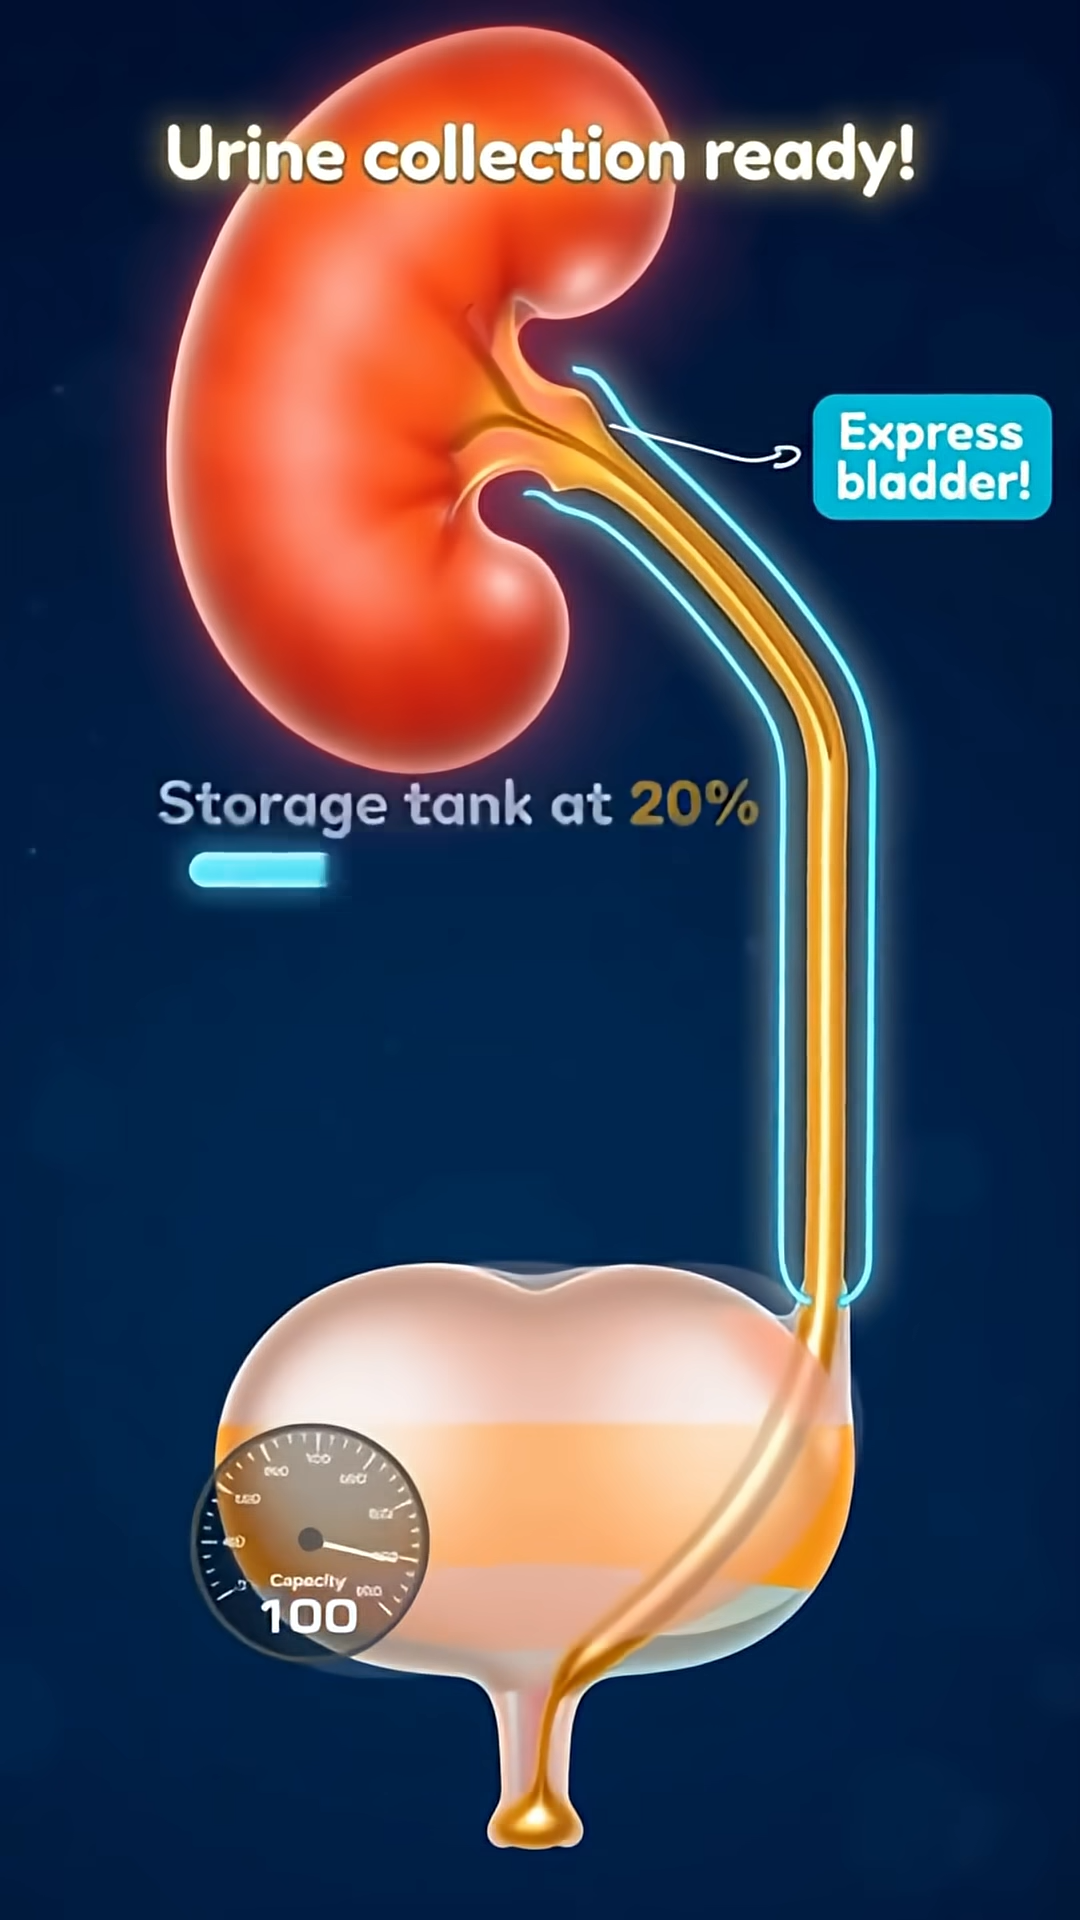 Urine collection ready!
Express
bladder!
Storage tank at 20%
Capacity
100